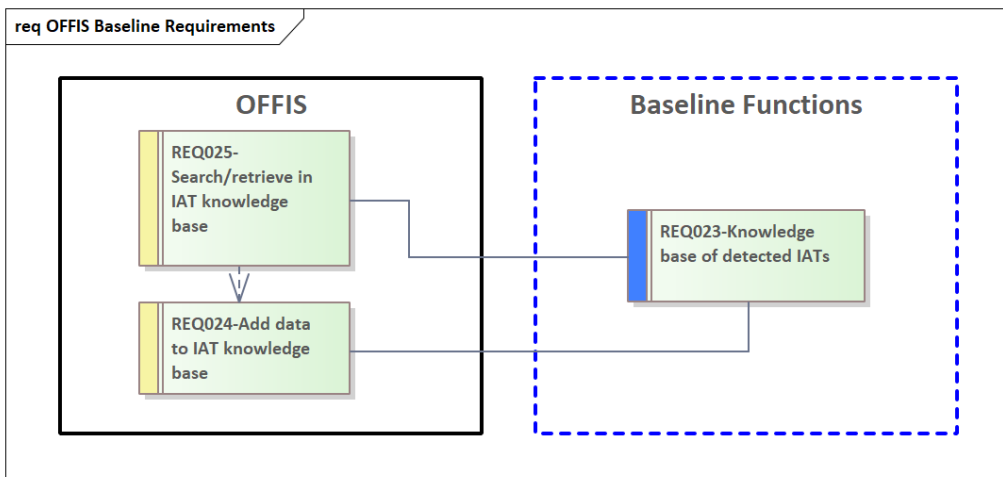 req OFFIS Baseline Requirements
OFFIS
REQ025-
Search/retrieve in
IAT knowledge
base
REQ024-Add data
to IAT knowledge
base
Baseline Functions
REQ023-Knowledge
base of detected IATs